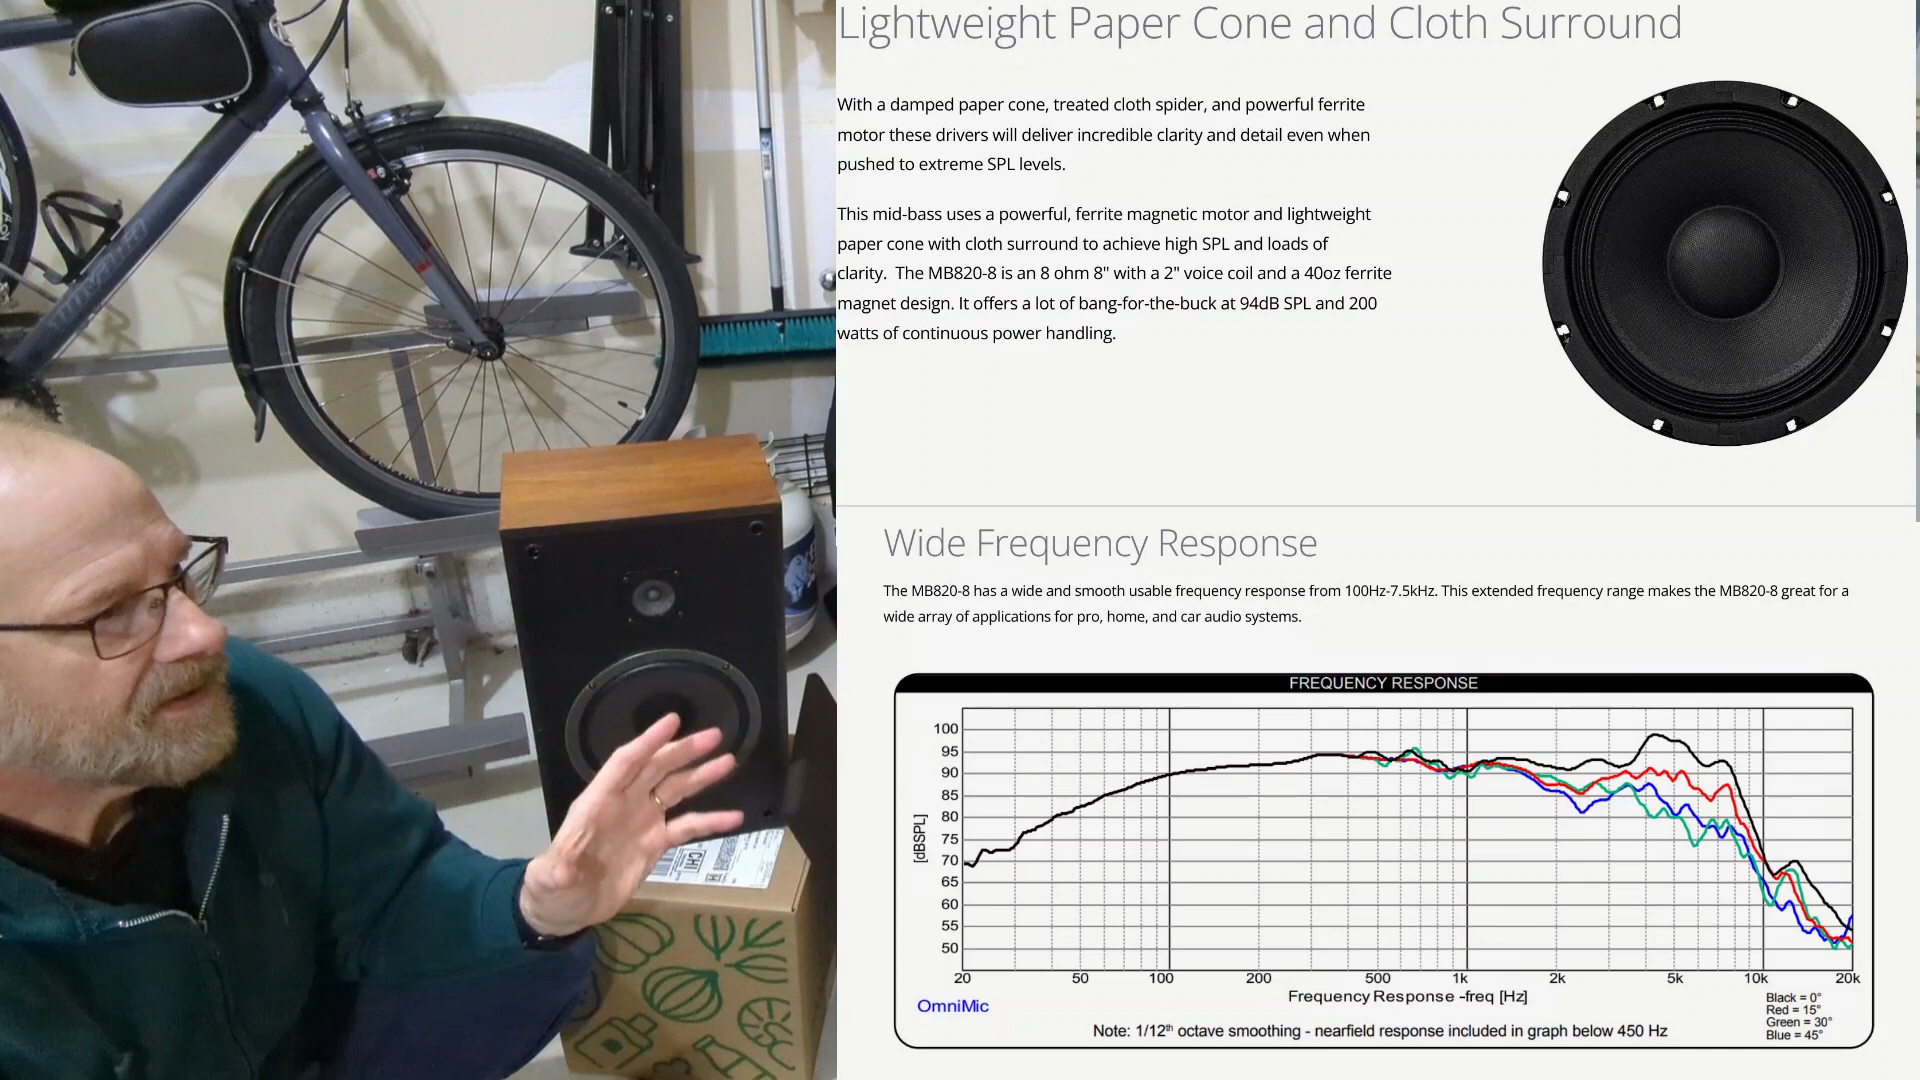 Lightweight Paper Cone and Cloth Surround
With a damped paper cone, treated cloth spider, and powerful ferrite
motor these drivers will deliver incredible clarity and detail even when
pushed to extreme SPL levels.
This mid-bass uses a powerful, ferrite magnetic motor and lightweight
paper cone with cloth surround to achieve high SPL and loads of
clarity.  The MB820-8 is an 8 ohm 8" with a 2" voice coil and a 40oz ferrite
magnet design. It offers a lot of bang-for-the-buck at 94dB SPL and 200
watts of continuous power handling.
Wide Frequency Response
The MB820-8 has a wide and smooth usable frequency response from 100Hz-7.5kHz. This extended frequency range makes the MB820-8 great for a
wide array of applications for pro, home, and car audio systems.
FREQUENCY RESPONSE
100
95
90
85
80
75
70
65
60
55
50
[dBSPL]
20 50 100 200 500 1k 2k 5k 10k 20k
Frequency Response -freq [Hz]
OmniMic
Black = 0°
Red = 15°
Green = 30°
Blue = 45°
Note: 1/12th octave smoothing - nearfield response included in graph below 450 Hz
CHI
H